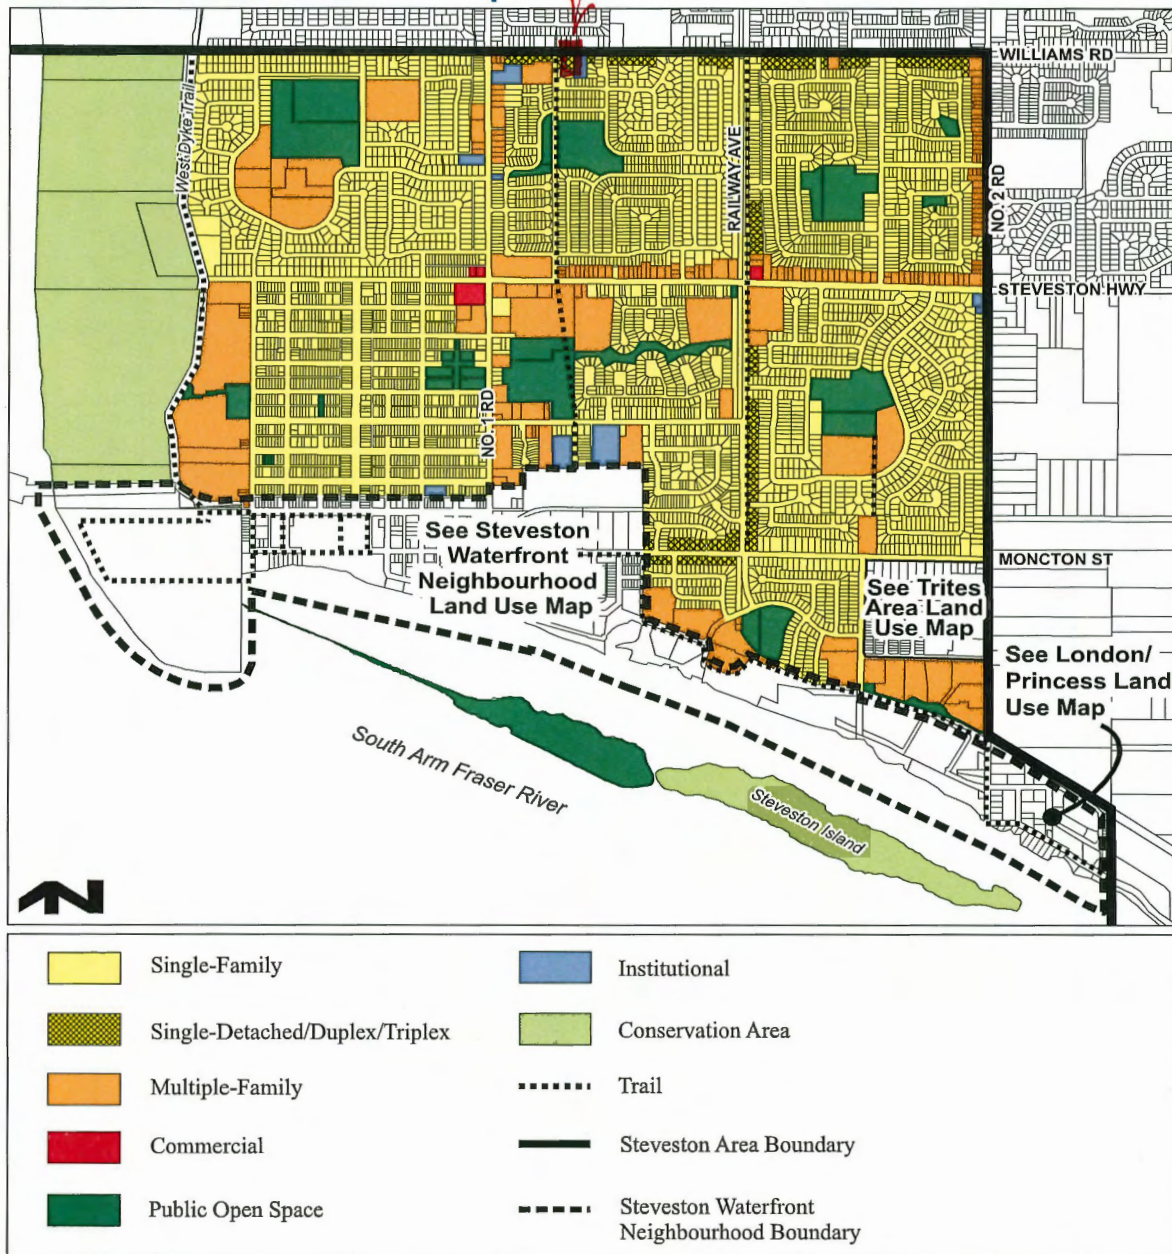 WILLIAMS RD
West Dyke Trail
RAILWAY AVE
NO. 2 RD
STEVESTON HWY
NO. 1 RD
See Steveston
Waterfront
Neighbourhood
Land Use Map
MONCTON ST
See Trites
Area Land
Use Map
See London/
Princess Land
Use Map
South Arm Fraser River
Steveston Island
N
Single-Family
Institutional
Single-Detached/Duplex/Triplex
Conservation Area
Multiple-Family
Trail
Commercial
Steveston Area Boundary
Public Open Space
Steveston Waterfront
Neighbourhood Boundary